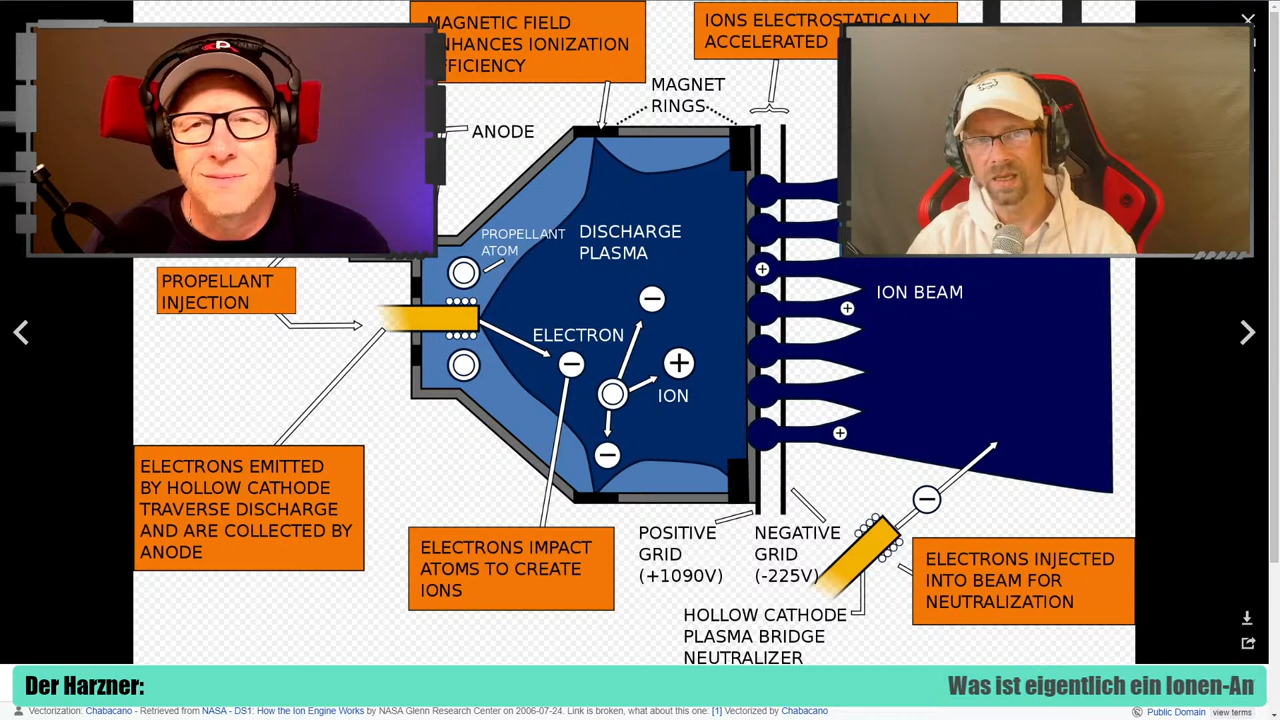 MAGNETIC FIELD
ENHANCES IONIZATION
EFFICIENCY
IONS ELECTROSTATICALLY
ACCELERATED
MAGNET
RINGS
ANODE
PROPELLANT
ATOM
DISCHARGE
PLASMA
PROPELLANT
INJECTION
ION BEAM
ELECTRON
ION
ELECTRONS EMITTED
BY HOLLOW CATHODE
TRAVERSE DISCHARGE
AND ARE COLLECTED BY
ANODE
ELECTRONS IMPACT
ATOMS TO CREATE
IONS
POSITIVE
GRID
(+1090V)
NEGATIVE
GRID
(-225V)
ELECTRONS INJECTED
INTO BEAM FOR
NEUTRALIZATION
HOLLOW CATHODE
PLASMA BRIDGE
NEUTRALIZER
Der Harzner:
Was ist eigentlich ein Ionen-An
Vectorization: Chabacano - Retrieved from NASA - DS1: How the Ion Engine Works by NASA Glenn Research Center on 2006-07-24. Link is broken, what about this one: [1] Vectorized by Chabacano
Public Domain view terms